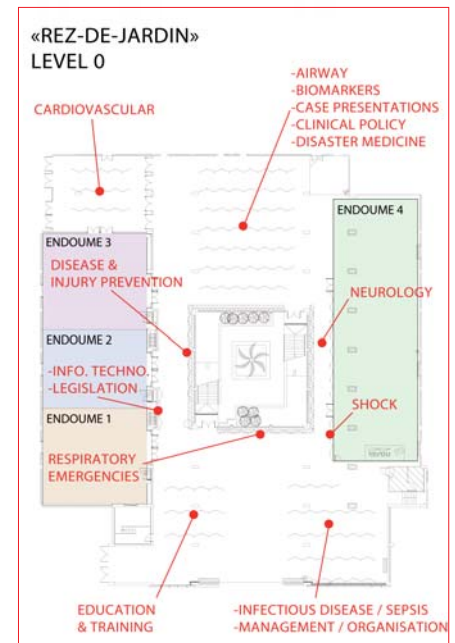 «REZ-DE-JARDIN»
LEVEL 0
-AIRWAY
-BIOMARKERS
-CASE PRESENTATIONS
-CLINICAL POLICY
-DISASTER MEDICINE
CARDIOVASCULAR
ENDOUME 4
ENDOUME 3
DISEASE &
INJURY PREVENTION
NEUROLOGY
ENDOUME 2
-INFO. TECHNO.
-LEGISLATION
SHOCK
ENDOUME 1
RESPIRATORY
EMERGENCIES
EDUCATION
& TRAINING
-INFECTIOUS DISEASE / SEPSIS
-MANAGEMENT / ORGANISATION